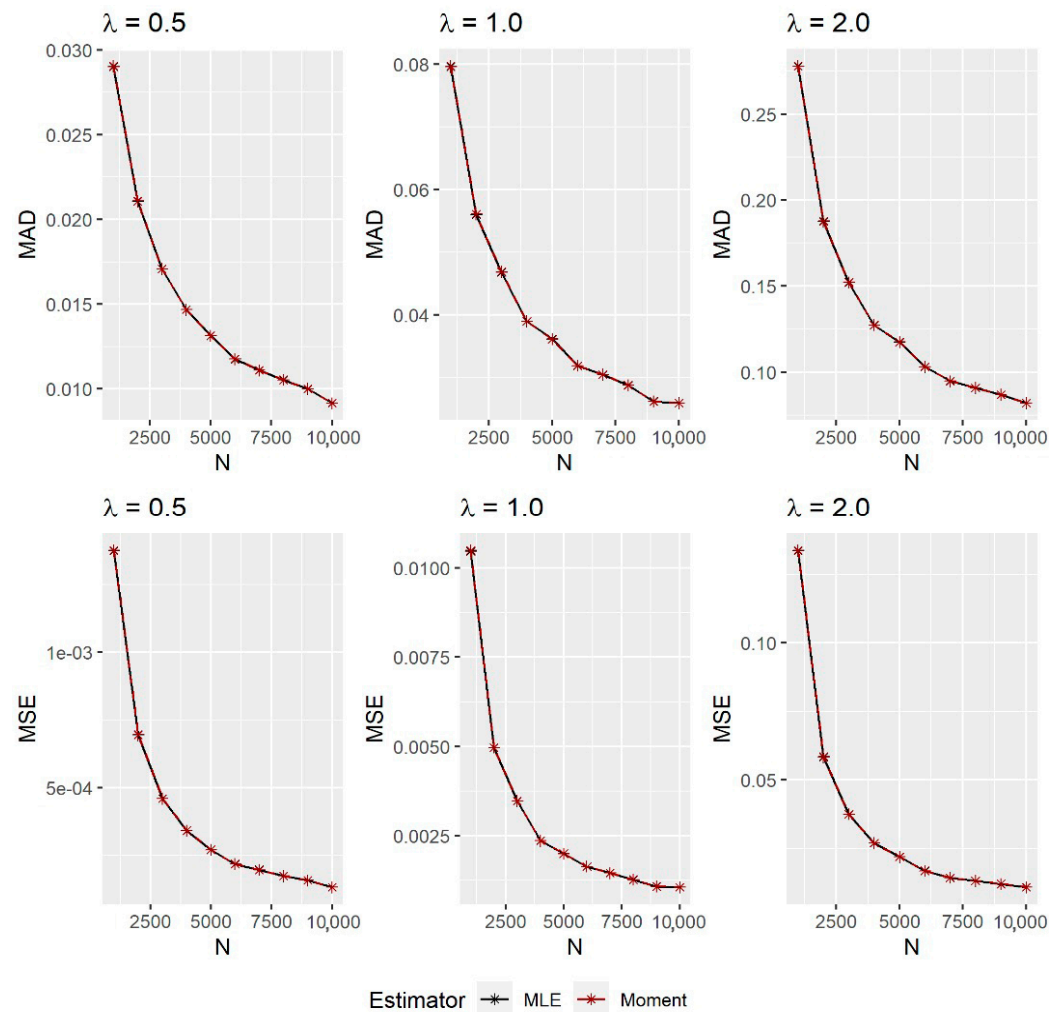 λ = 0.5
λ = 1.0
λ = 2.0
0.030
0.025
0.020
0.015
0.010
MAD
2500 5000 7500 10,000
N
0.08
0.06
0.04
MAD
2500 5000 7500 10,000
N
0.25
0.20
0.15
0.10
MAD
2500 5000 7500 10,000
N
λ = 0.5
λ = 1.0
λ = 2.0
1e-03
5e-04
MSE
2500 5000 7500 10,000
N
0.0100
0.0075
0.0050
0.0025
MSE
2500 5000 7500 10,000
N
0.10
0.05
MSE
2500 5000 7500 10,000
N
Estimator MLE Moment